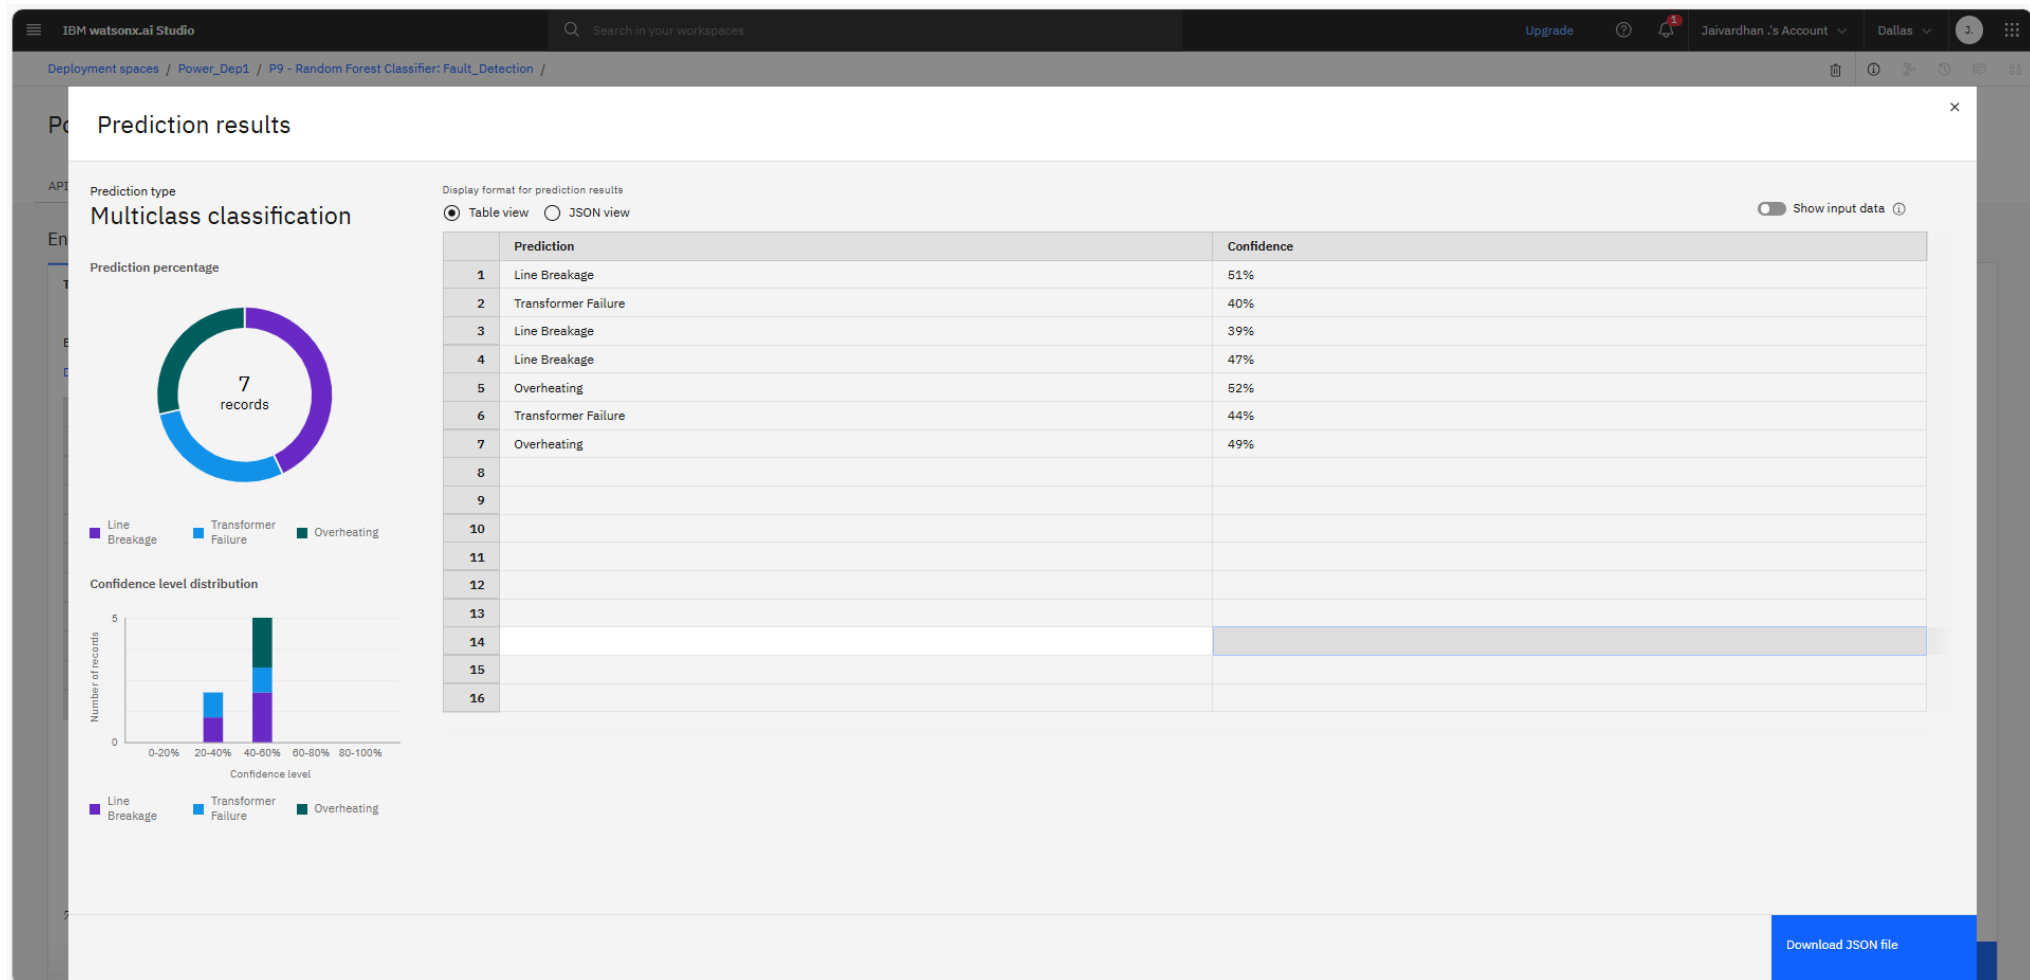 IBM watsonx.ai Studio
Search in your workspaces
Upgrade
1
Jaivardhan .'s Account
Dallas
J.
Deployment spaces / Power_Dep1 / P9 - Random Forest Classifier: Fault_Detection /
Po
Prediction results
API
En
Prediction type
Multiclass classification
Prediction percentage
7
records
Line Breakage
Transformer Failure
Overheating
Confidence level distribution
Number of records
5
0
0-20% 20-40% 40-60% 60-80% 80-100%
Confidence level
Line Breakage
Transformer Failure
Overheating
Display format for prediction results
Table view JSON view
Show input data
Prediction Confidence
1 Line Breakage 51%
2 Transformer Failure 40%
3 Line Breakage 39%
4 Line Breakage 47%
5 Overheating 52%
6 Transformer Failure 44%
7 Overheating 49%
8
9
10
11
12
13
14
15
16
Download JSON file